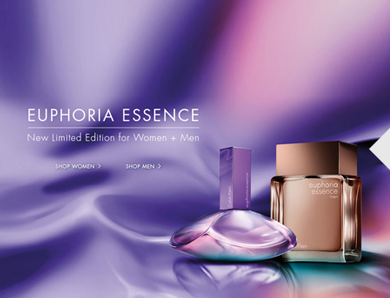 EUPHORIA ESSENCE
New Limited Edition for Women + Men
SHOP WOMEN >
SHOP MEN >
euphoria
essence